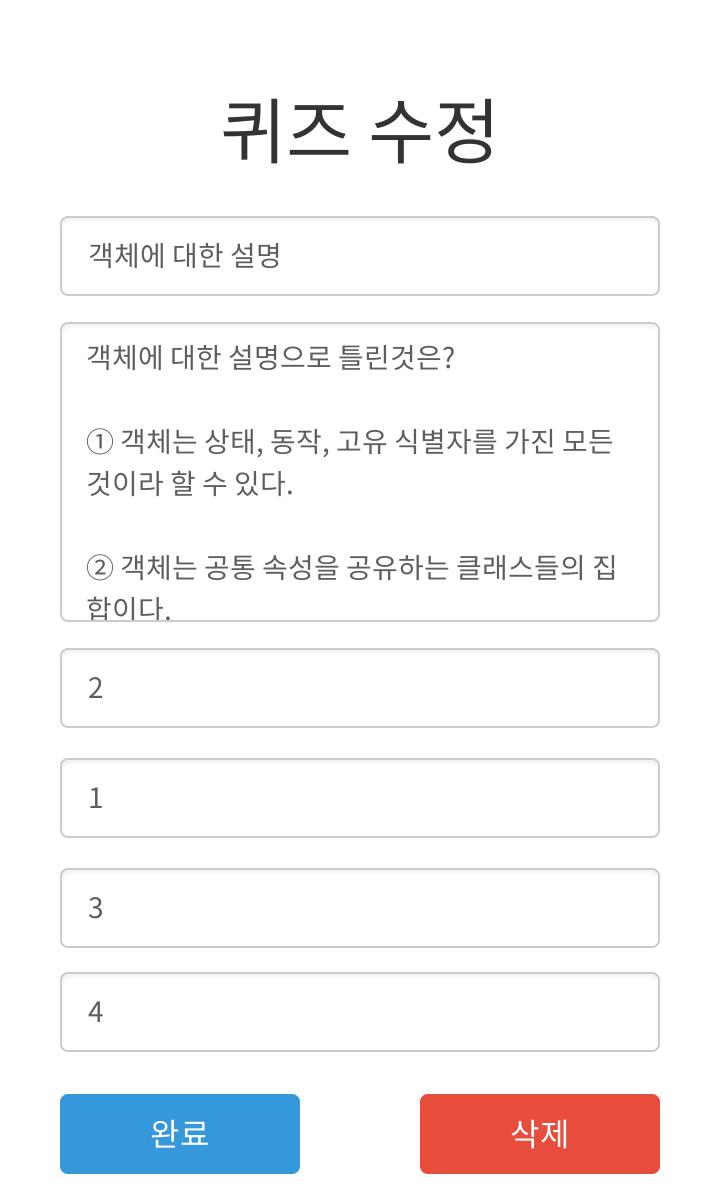 퀴즈 수정
객체에 대한 설명
객체에 대한 설명으로 틀린것은?
① 객체는 상태, 동작, 고유 식별자를 가진 모든
것이라 할 수 있다.
② 객체는 공통 속성을 공유하는 클래스들의 집
합이다.
2
1
3
4
완료
삭제